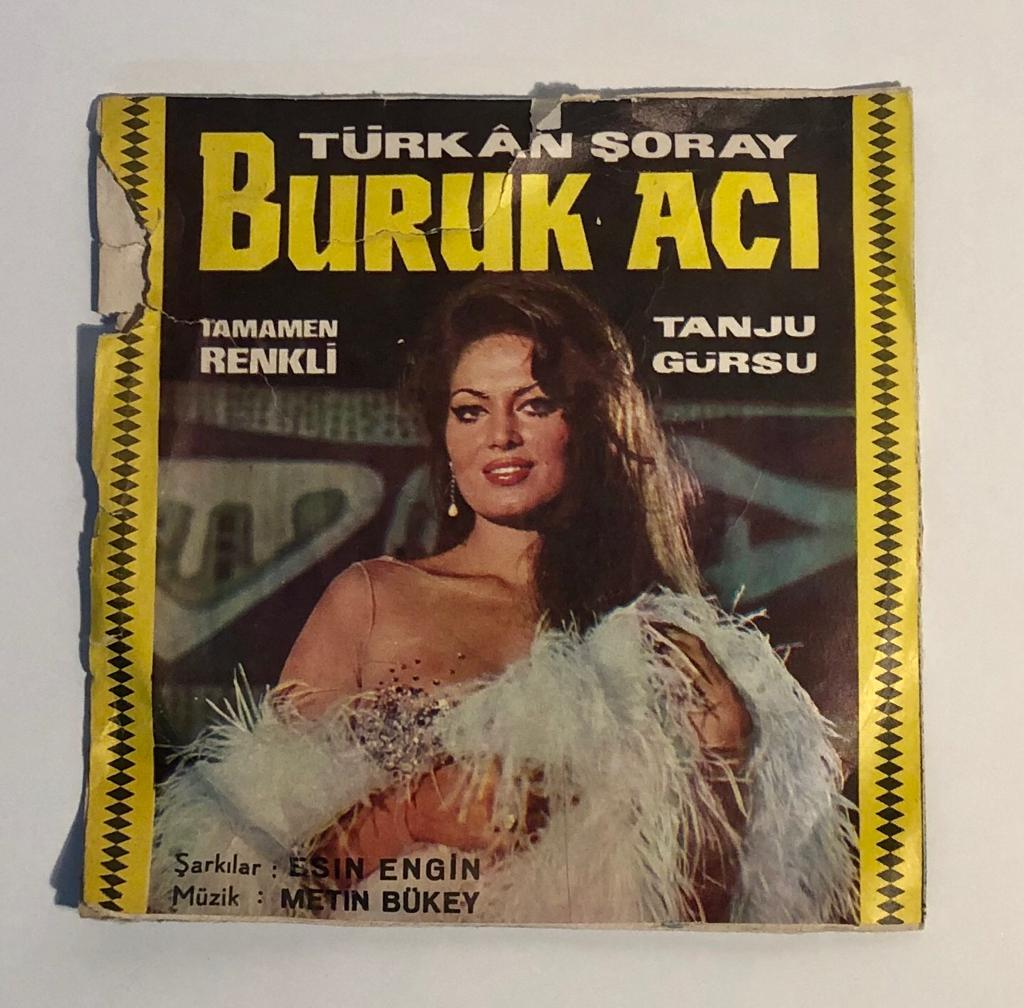 TÜRKÂN ŞORAY
BURUK ACI
TAMAMEN
RENKLİ
TANJU
GÜRSU
Şarkılar : ESİN ENGİN
Müzik : METİN BÜKEY